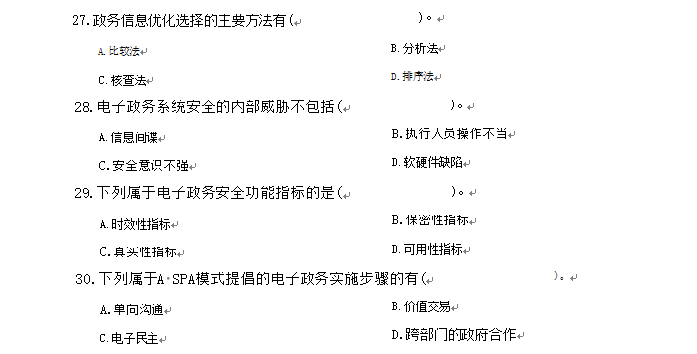 27.政务信息优化选择的主要方法有( )。
A.比较法 B.分析法
C.核查法 D.排序法
28.电子政务系统安全的内部威胁不包括( )。
A.信息间谍 B.执行人员操作不当
C.安全意识不强 D.软硬件缺陷
29.下列属于电子政务安全功能指标的是( )。
A.时效性指标 B.保密性指标
C.真实性指标 D.可用性指标
30.下列属于A·SPA模式提倡的电子政务实施步骤的有( )。
A.单向沟通 B.价值交易
C.电子民主 D.跨部门的政府合作